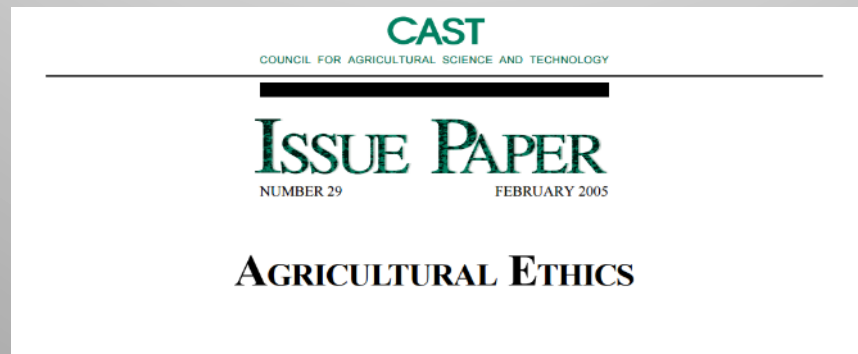 CAST
COUNCIL FOR AGRICULTURAL SCIENCE AND TECHNOLOGY
ISSUE PAPER
NUMBER 29 FEBRUARY 2005
AGRICULTURAL ETHICS